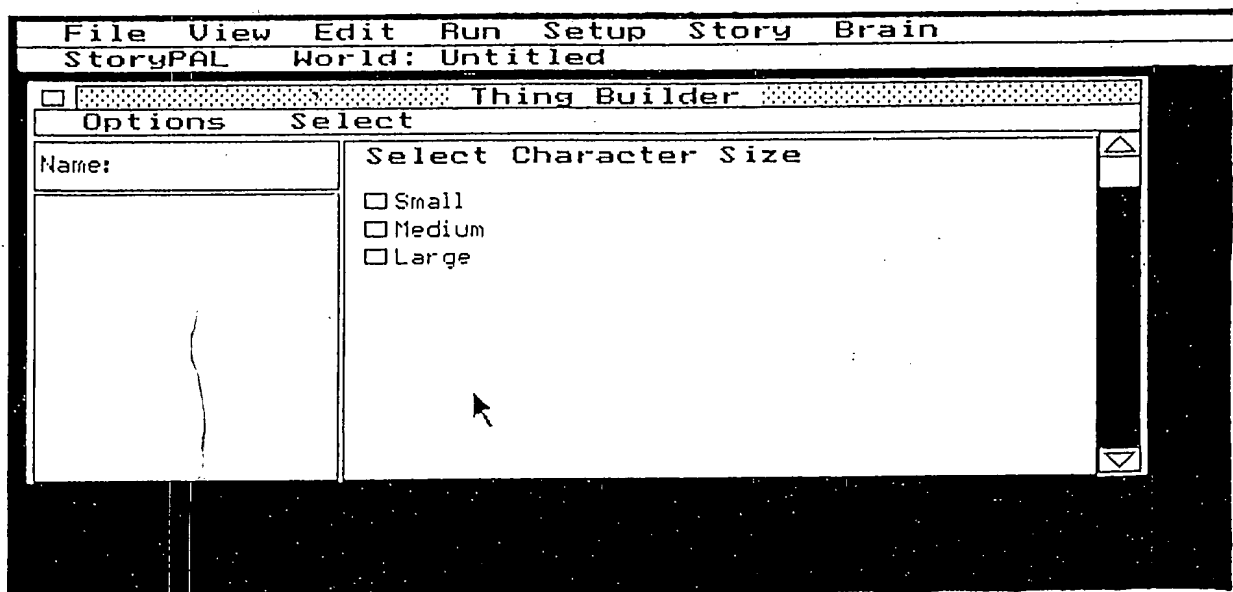 File View Edit Run Setup Story Brain
StoryPAL World: Untitled
Thing Builder
Options Select
Name:
Select Character Size
Small
Medium
Large